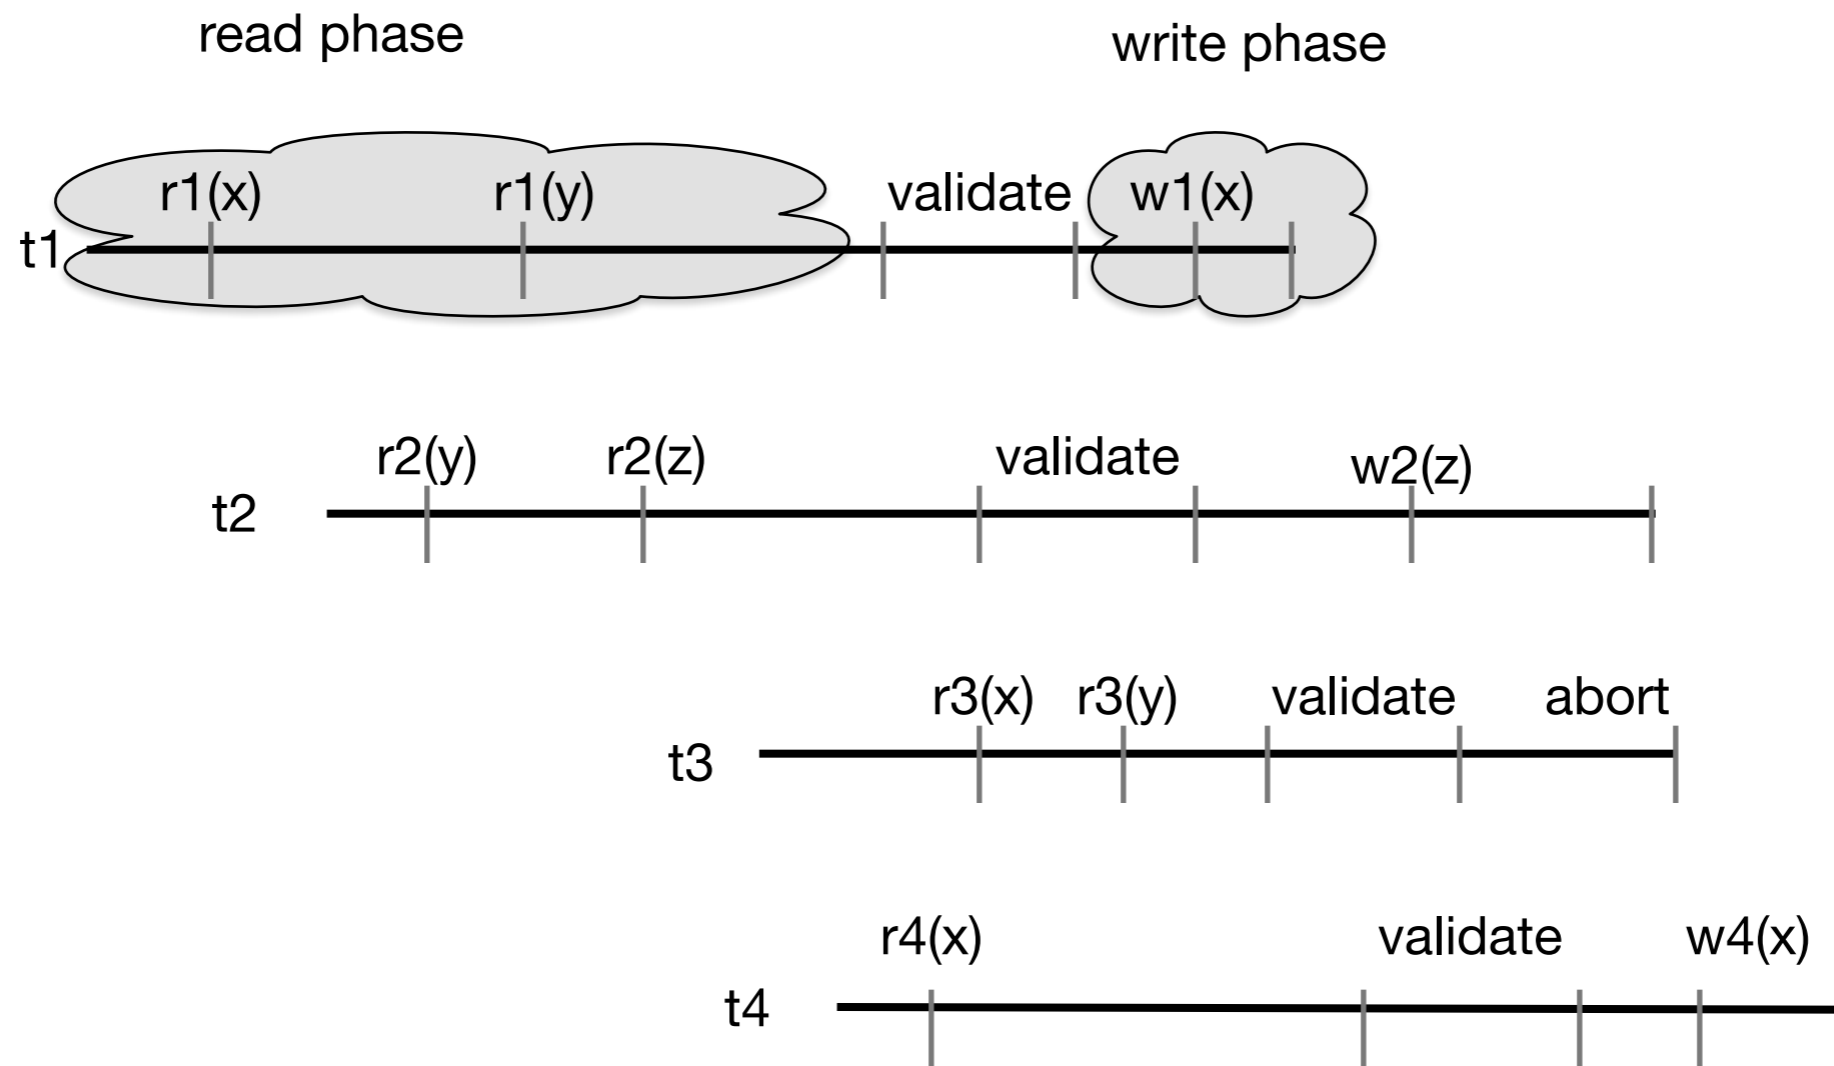 read phase
write phase
r1(x)
r1(y)
validate
w1(x)
t1
r2(y)
r2(z)
validate
w2(z)
t2
r3(x)
r3(y)
validate
abort
t3
r4(x)
validate
w4(x)
t4